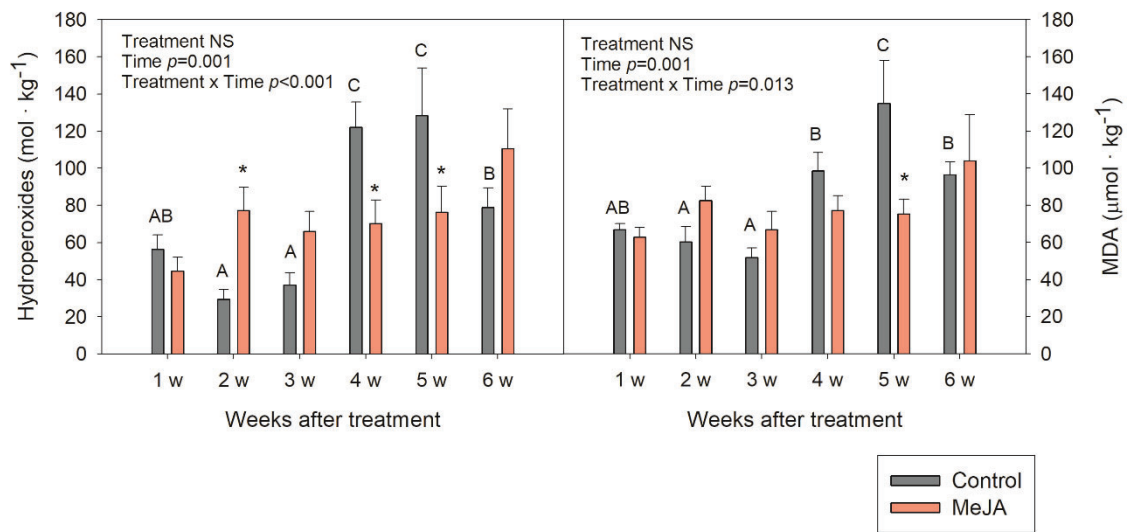 180
160
140
120
100
80
60
40
20
0
Hydroperoxides (mol · kg⁻¹)
Treatment NS
Time p=0.001
Treatment x Time p<0.001
AB
A
*
A
C
*
C
*
B
1 w 2 w 3 w 4 w 5 w 6 w
Weeks after treatment
Treatment NS
Time p=0.001
Treatment x Time p=0.013
AB
A
A
B
C
*
B
1 w 2 w 3 w 4 w 5 w 6 w
Weeks after treatment
180
160
140
120
100
80
60
40
20
0
MDA (μmol · kg⁻¹)
Control
MeJA